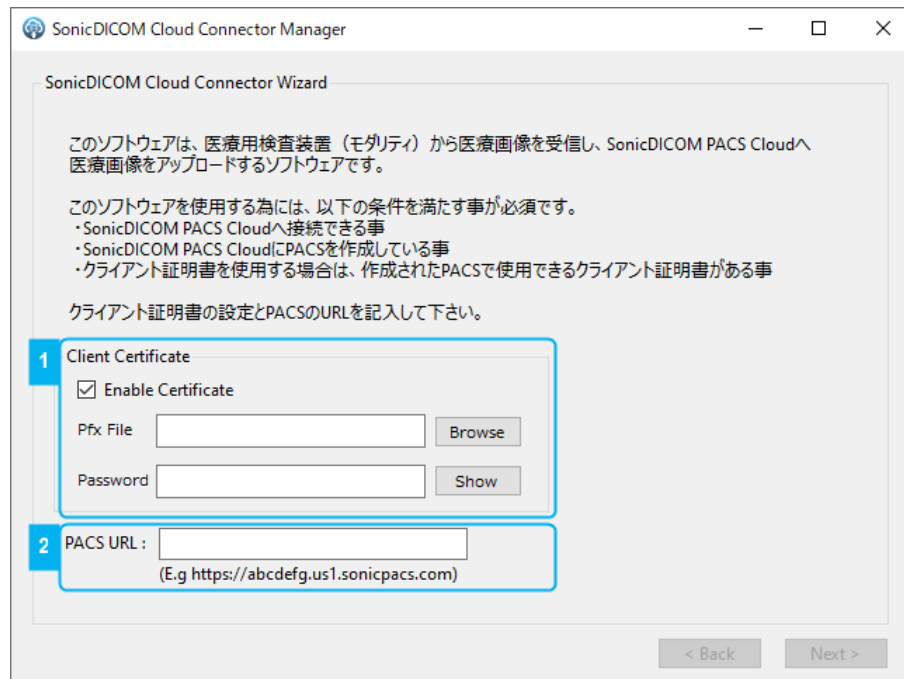 SonicDICOM Cloud Connector Manager
SonicDICOM Cloud Connector Wizard
このソフトウェアは、医療用検査装置（モダリティ）から医療画像を受信し、SonicDICOM PACS Cloudへ
医療画像をアップロードするソフトウェアです。
このソフトウェアを使用する為には、以下の条件を満たす事が必須です。
・SonicDICOM PACS Cloudへ接続できる事
・SonicDICOM PACS CloudにPACSを作成している事
・クライアント証明書を使用する場合は、作成されたPACSで使用できるクライアント証明書がある事
クライアント証明書の設定とPACSのURLを記入して下さい。
1
Client Certificate
Enable Certificate
Pfx File
Browse
Password
Show
2
PACS URL :
(E.g https://abcdefg.us1.sonicpacs.com)
< Back
Next >